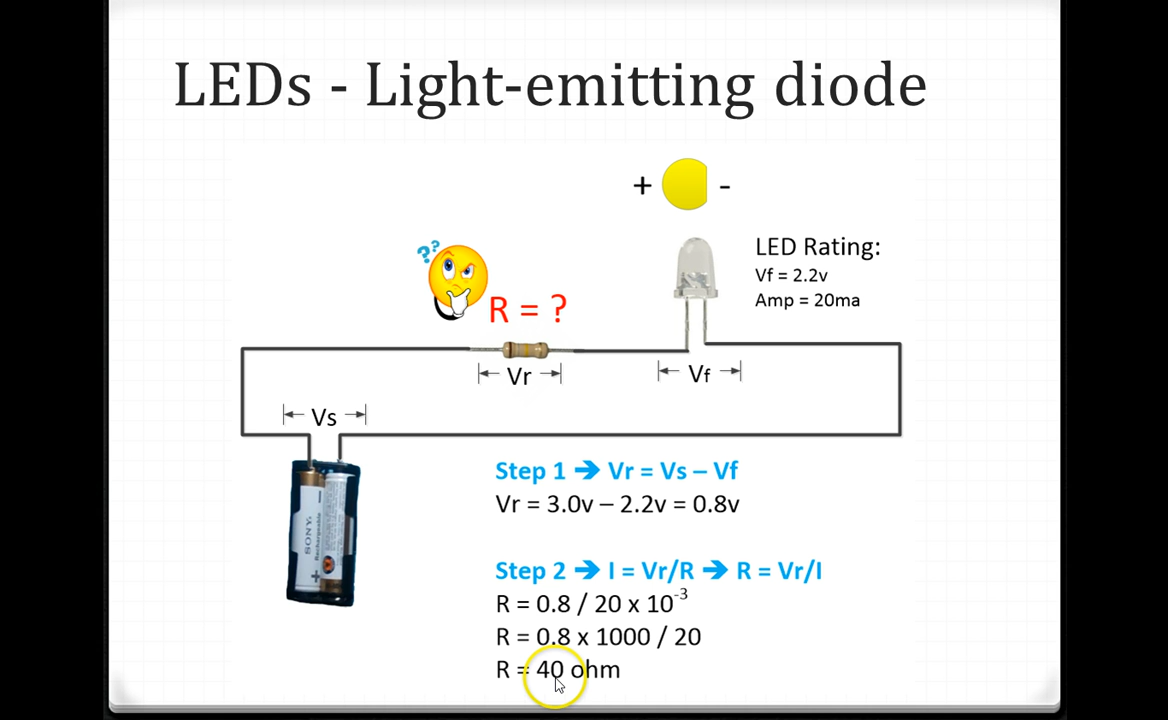 LEDs - Light-emitting diode
+ -
??
LED Rating:
Vf = 2.2v
Amp = 20ma
R = ?
Vr
Vf
Vs
SONY
Rechargeable
Step 1 ➔ Vr = Vs – Vf
Vr = 3.0v – 2.2v = 0.8v
Step 2 ➔ I = Vr/R ➔ R = Vr/I
R = 0.8 / 20 x 10⁻³
R = 0.8 x 1000 / 20
R = 40 ohm